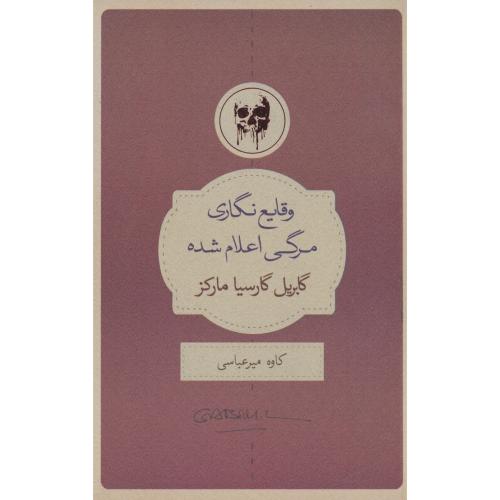 وقایع نگاری
مرگی اعلام شده
گابریل گارسیا مارکز
کاوه میرعباسی